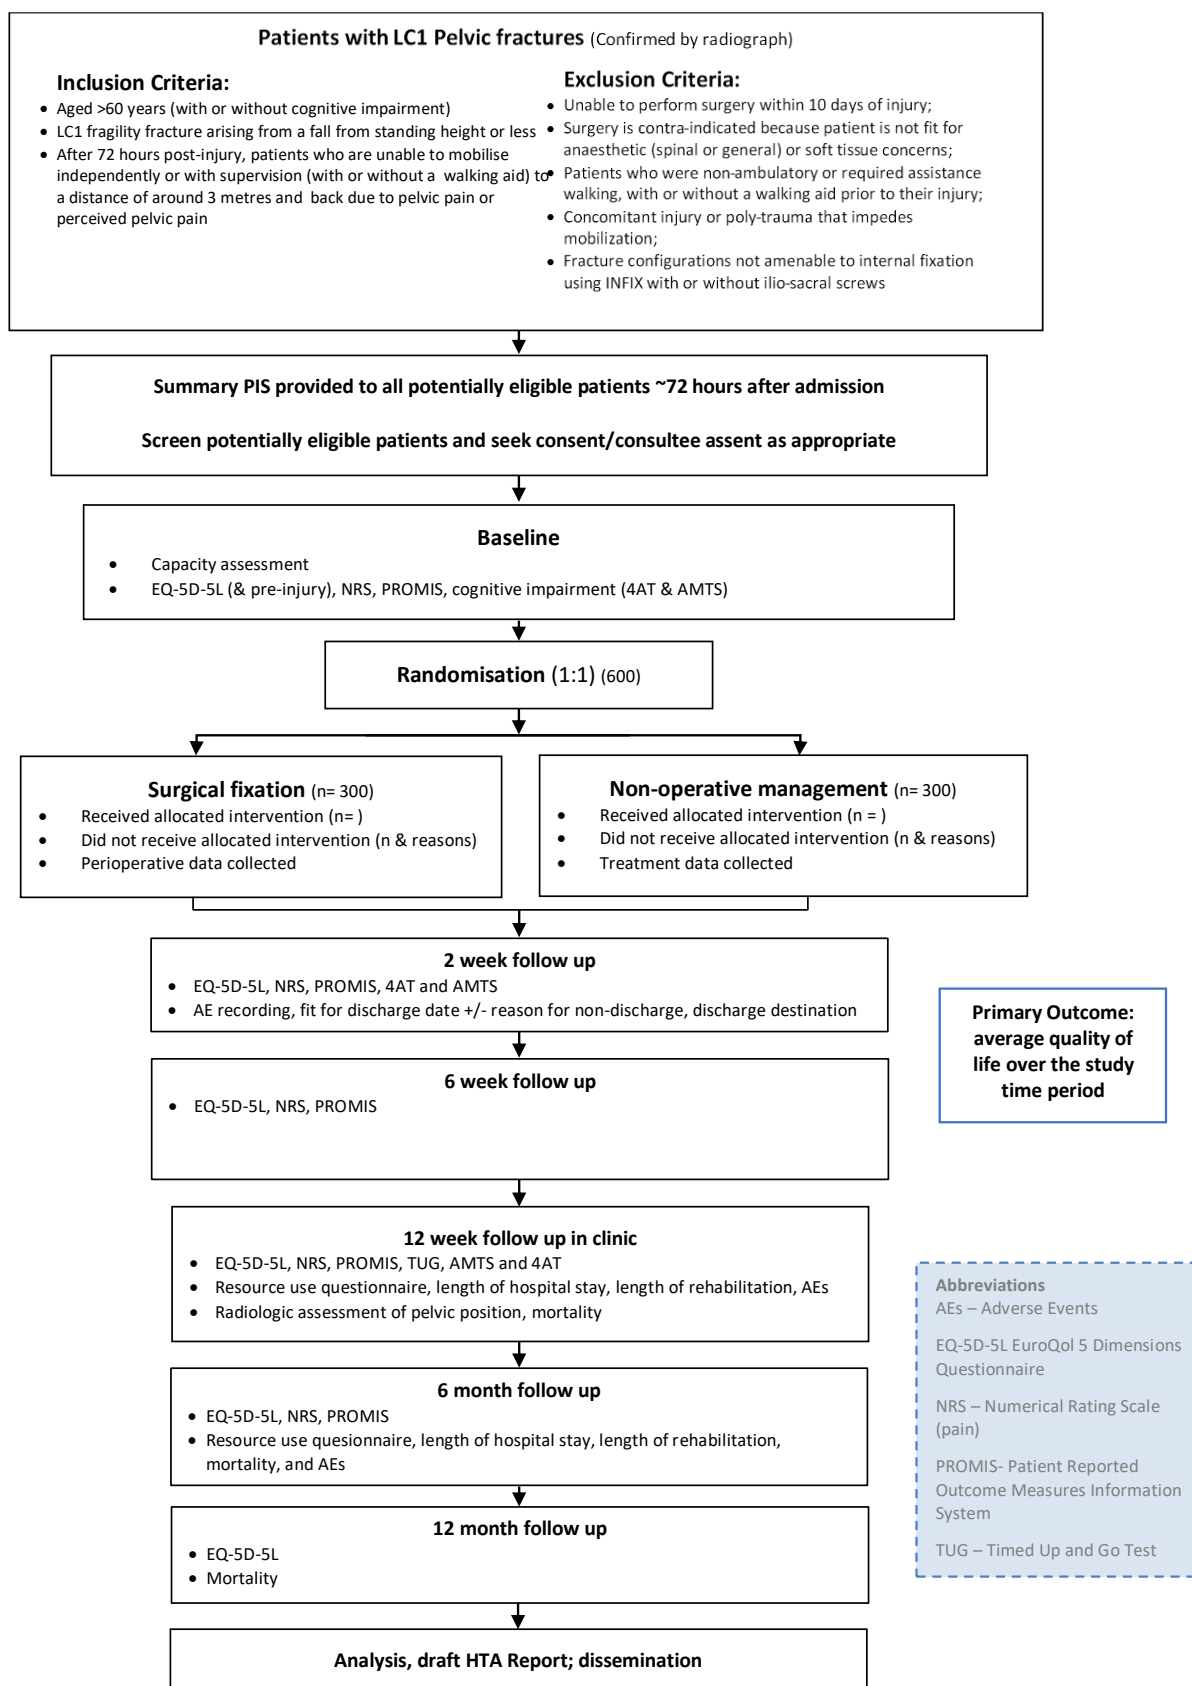 Patients with LC1 Pelvic fractures (Confirmed by radiograph)
Inclusion Criteria:
• Aged >60 years (with or without cognitive impairment)
• LC1 fragility fracture arising from a fall from standing height or less
• After 72 hours post-injury, patients who are unable to mobilise
independently or with supervision (with or without a walking aid) to
a distance of around 3 metres and back due to pelvic pain or
perceived pelvic pain
Exclusion Criteria:
• Unable to perform surgery within 10 days of injury;
• Surgery is contra-indicated because patient is not fit for
anaesthetic (spinal or general) or soft tissue concerns;
• Patients who were non-ambulatory or required assistance
walking, with or without a walking aid prior to their injury;
• Concomitant injury or poly-trauma that impedes
mobilization;
• Fracture configurations not amenable to internal fixation
using INFIX with or without ilio-sacral screws
Summary PIS provided to all potentially eligible patients ~72 hours after admission
Screen potentially eligible patients and seek consent/consultee assent as appropriate
Baseline
• Capacity assessment
• EQ-5D-5L (& pre-injury), NRS, PROMIS, cognitive impairment (4AT & AMTS)
Randomisation (1:1) (600)
Surgical fixation (n= 300)
• Received allocated intervention (n= )
• Did not receive allocated intervention (n & reasons)
• Perioperative data collected
Non-operative management (n= 300)
• Received allocated intervention (n = )
• Did not receive allocated intervention (n & reasons)
• Treatment data collected
2 week follow up
• EQ-5D-5L, NRS, PROMIS, 4AT and AMTS
• AE recording, fit for discharge date +/- reason for non-discharge, discharge destination
6 week follow up
• EQ-5D-5L, NRS, PROMIS
Primary Outcome:
average quality of
life over the study
time period
12 week follow up in clinic
• EQ-5D-5L, NRS, PROMIS, TUG, AMTS and 4AT
• Resource use questionnaire, length of hospital stay, length of rehabilitation, AEs
• Radiologic assessment of pelvic position, mortality
6 month follow up
• EQ-5D-5L, NRS, PROMIS
• Resource use quesionnaire, length of hospital stay, length of rehabilitation,
mortality, and AEs
12 month follow up
• EQ-5D-5L
• Mortality
Analysis, draft HTA Report; dissemination
Abbreviations
AEs – Adverse Events
EQ-5D-5L EuroQol 5 Dimensions
Questionnaire
NRS – Numerical Rating Scale
(pain)
PROMIS- Patient Reported
Outcome Measures Information
System
TUG – Timed Up and Go Test